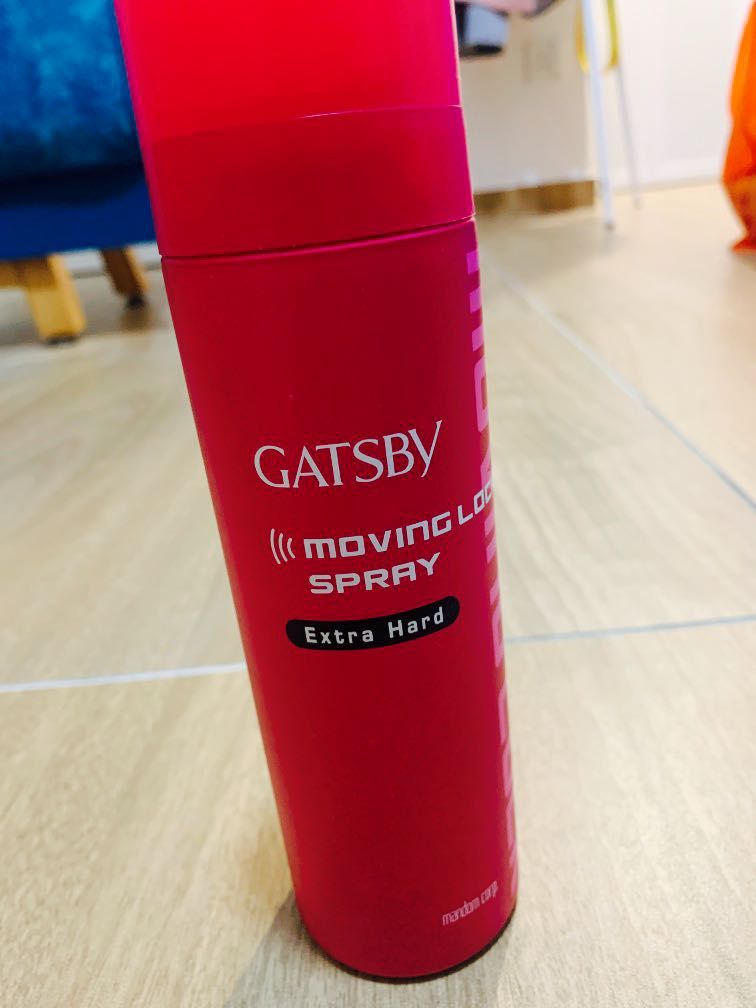 GATSBY
MOVING LOC
SPRAY
Extra Hard
mandom corp.